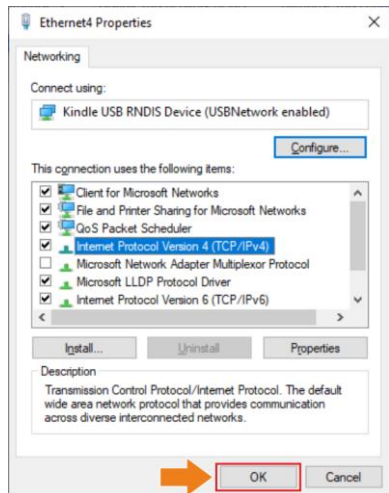 Ethernet4 Properties
Networking
Connect using:
Kindle USB RNDIS Device (USBNetwork enabled)
Configure...
This connection uses the following items:
Client for Microsoft Networks
File and Printer Sharing for Microsoft Networks
QoS Packet Scheduler
Internet Protocol Version 4 (TCP/IPv4)
Microsoft Network Adapter Multiplexor Protocol
Microsoft LLDP Protocol Driver
Internet Protocol Version 6 (TCP/IPv6)
Install... Uninstall Properties
Description
Transmission Control Protocol/Internet Protocol. The default
wide area network protocol that provides communication
across diverse interconnected networks.
OK Cancel